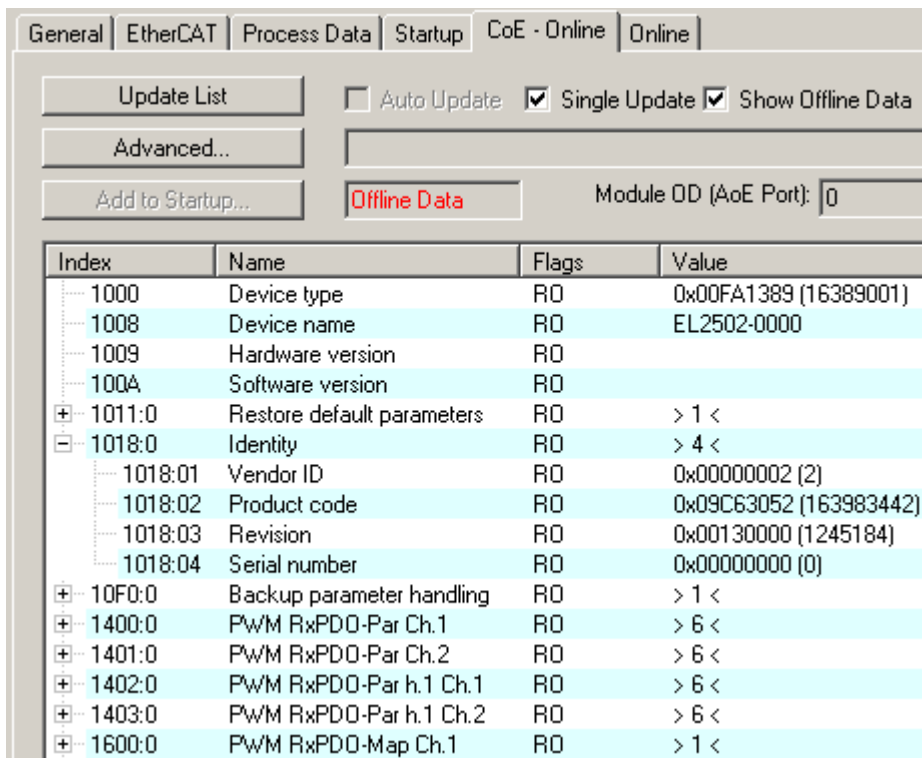 General EtherCAT Process Data Startup CoE - Online Online
Update List Auto Update Single Update Show Offline Data
Advanced...
Add to Startup... Offline Data Module OD (AoE Port): 0
Index Name Flags Value
1000 Device type RO 0x00FA1389 (16389001)
1008 Device name RO EL2502-0000
1009 Hardware version RO
100A Software version RO
1011:0 Restore default parameters RO > 1 <
1018:0 Identity RO > 4 <
1018:01 Vendor ID RO 0x00000002 (2)
1018:02 Product code RO 0x09C63052 (163983442)
1018:03 Revision RO 0x00130000 (1245184)
1018:04 Serial number RO 0x00000000 (0)
10F0:0 Backup parameter handling RO > 1 <
1400:0 PWM RxPDO-Par Ch.1 RO > 6 <
1401:0 PWM RxPDO-Par Ch.2 RO > 6 <
1402:0 PWM RxPDO-Par h.1 Ch.1 RO > 6 <
1403:0 PWM RxPDO-Par h.1 Ch.2 RO > 6 <
1600:0 PWM RxPDO-Map Ch.1 RO > 1 <